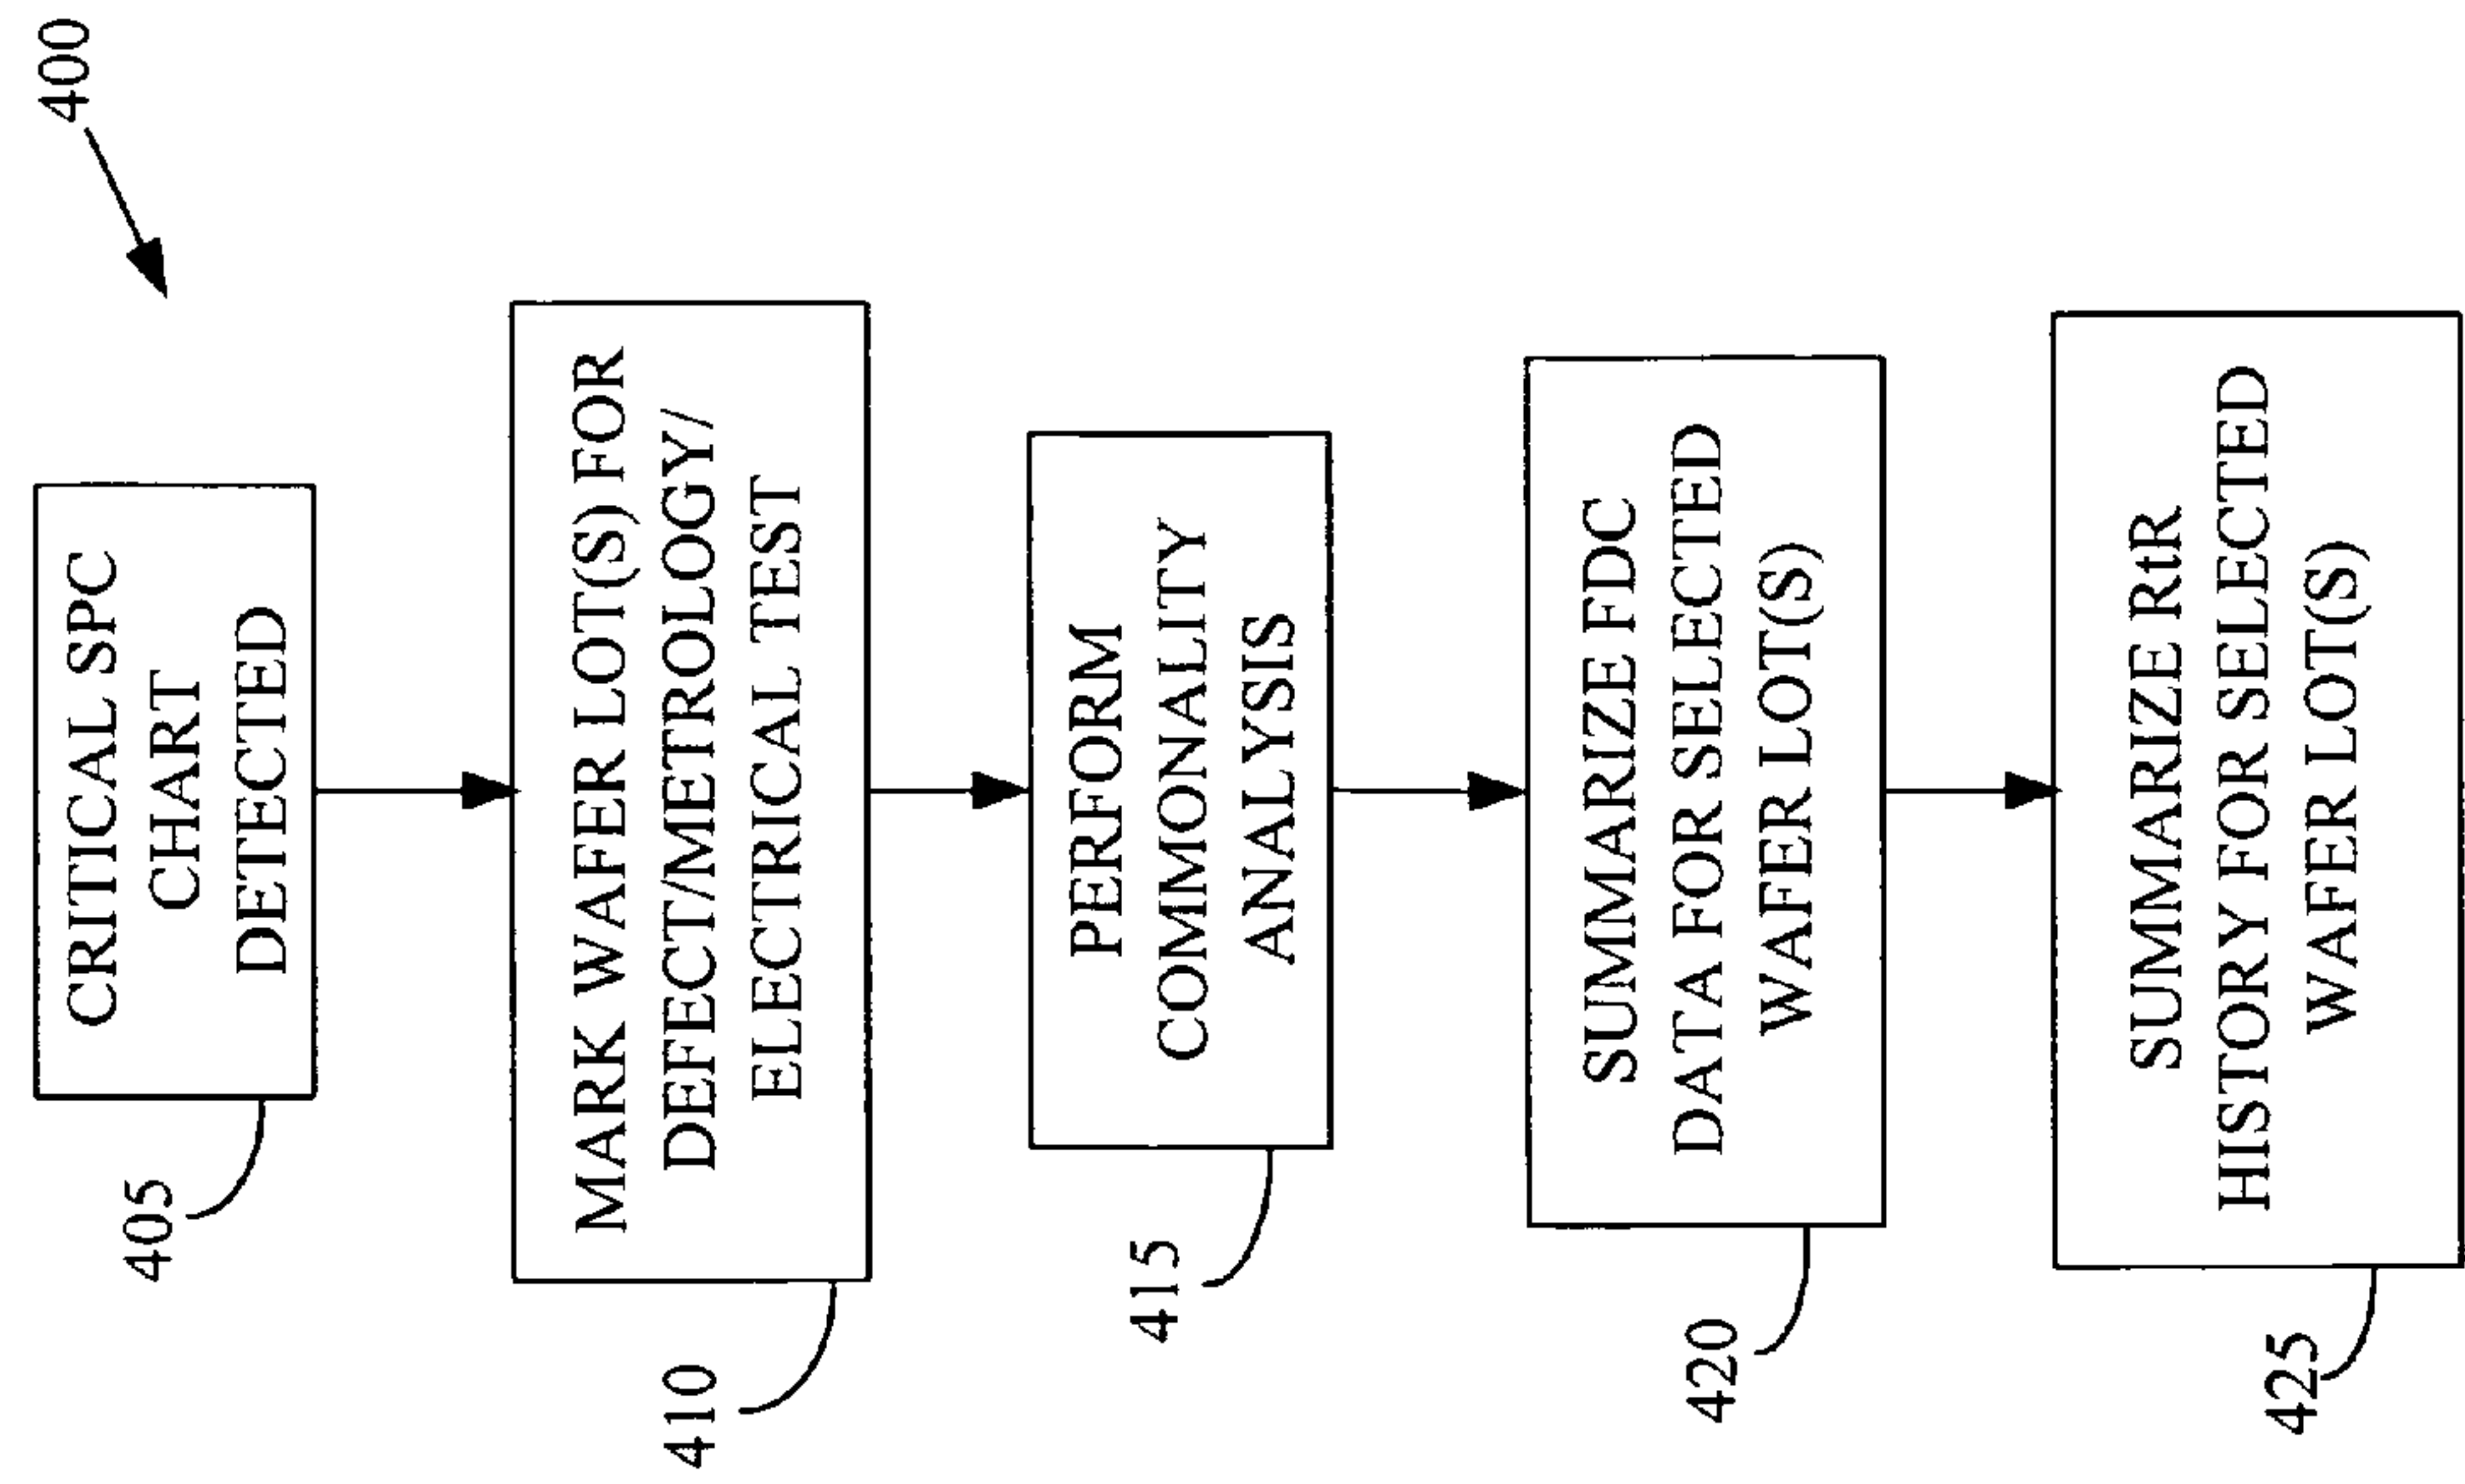 400
405
CRITICAL SPC
CHART
DETECTED
410
MARK WAFER LOT(S) FOR
DEFECT/METROLOGY/
ELECTRICAL TEST
415
PERFORM
COMMONALITY
ANALYSIS
420
SUMMARIZE FDC
DATA FOR SELECTED
WAFER LOT(S)
425
SUMMARIZE RtR
HISTORY FOR SELECTED
WAFER LOT(S)